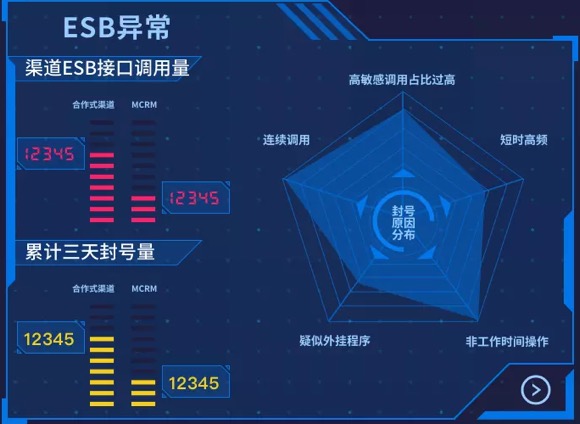 ESB异常
渠道ESB接口调用量
合作式渠道 MCRM
12345
12345
累计三天封号量
合作式渠道 MCRM
12345
12345
高敏感调用占比过高
连续调用
短时高频
封号
原因
分布
疑似外挂程序
非工作时间操作